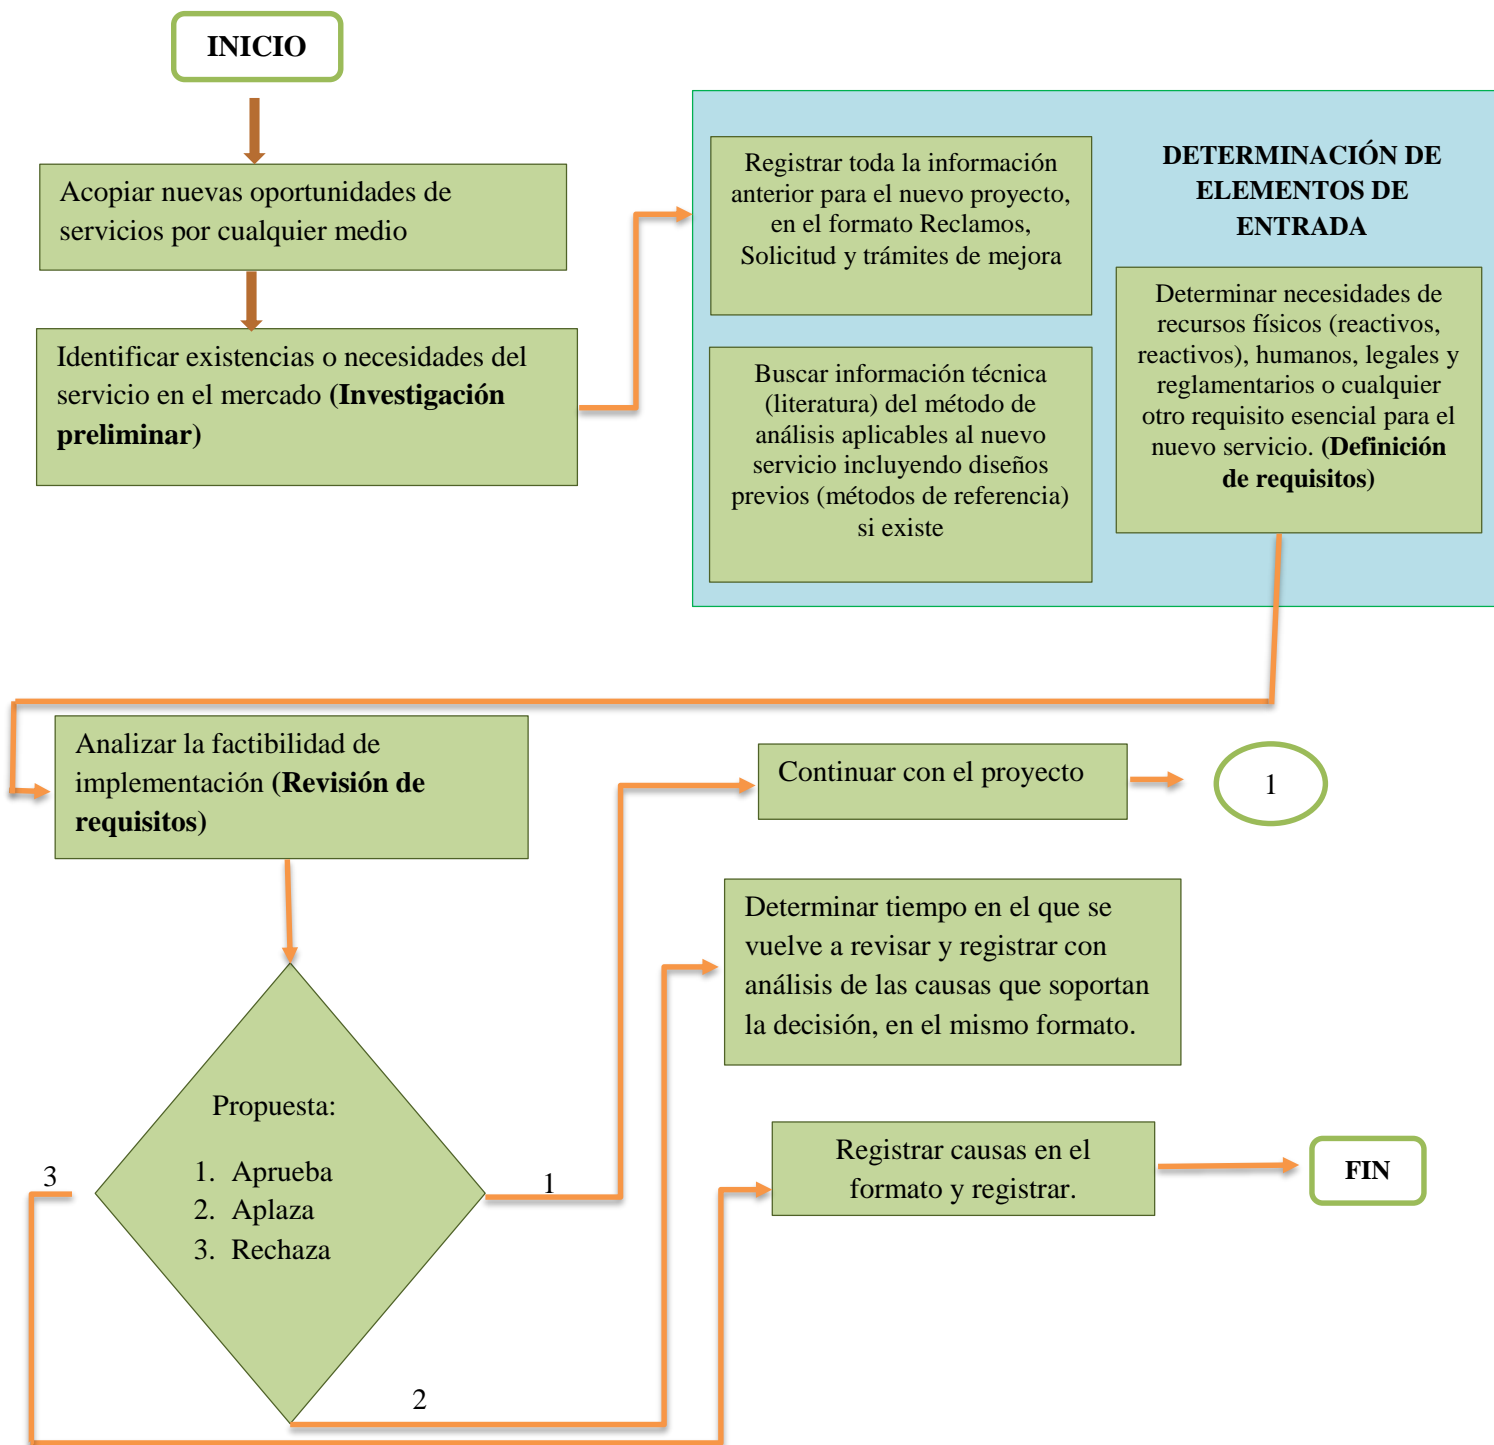 INICIO
Acopiar nuevas oportunidades de
servicios por cualquier medio
Identificar existencias o necesidades del
servicio en el mercado (Investigación
preliminar)
Registrar toda la información
anterior para el nuevo proyecto,
en el formato Reclamos,
Solicitud y trámites de mejora
Buscar información técnica
(literatura) del método de
análisis aplicables al nuevo
servicio incluyendo diseños
previos (métodos de referencia)
si existe
DETERMINACIÓN DE
ELEMENTOS DE
ENTRADA
Determinar necesidades de
recursos físicos (reactivos,
reactivos), humanos, legales y
reglamentarios o cualquier
otro requisito esencial para el
nuevo servicio. (Definición
de requisitos)
Analizar la factibilidad de
implementación (Revisión de
requisitos)
Continuar con el proyecto
1
Determinar tiempo en el que se
vuelve a revisar y registrar con
análisis de las causas que soportan
la decisión, en el mismo formato.
Propuesta:
1. Aprueba
2. Aplaza
3. Rechaza
3
1
2
Registrar causas en el
formato y registrar.
FIN